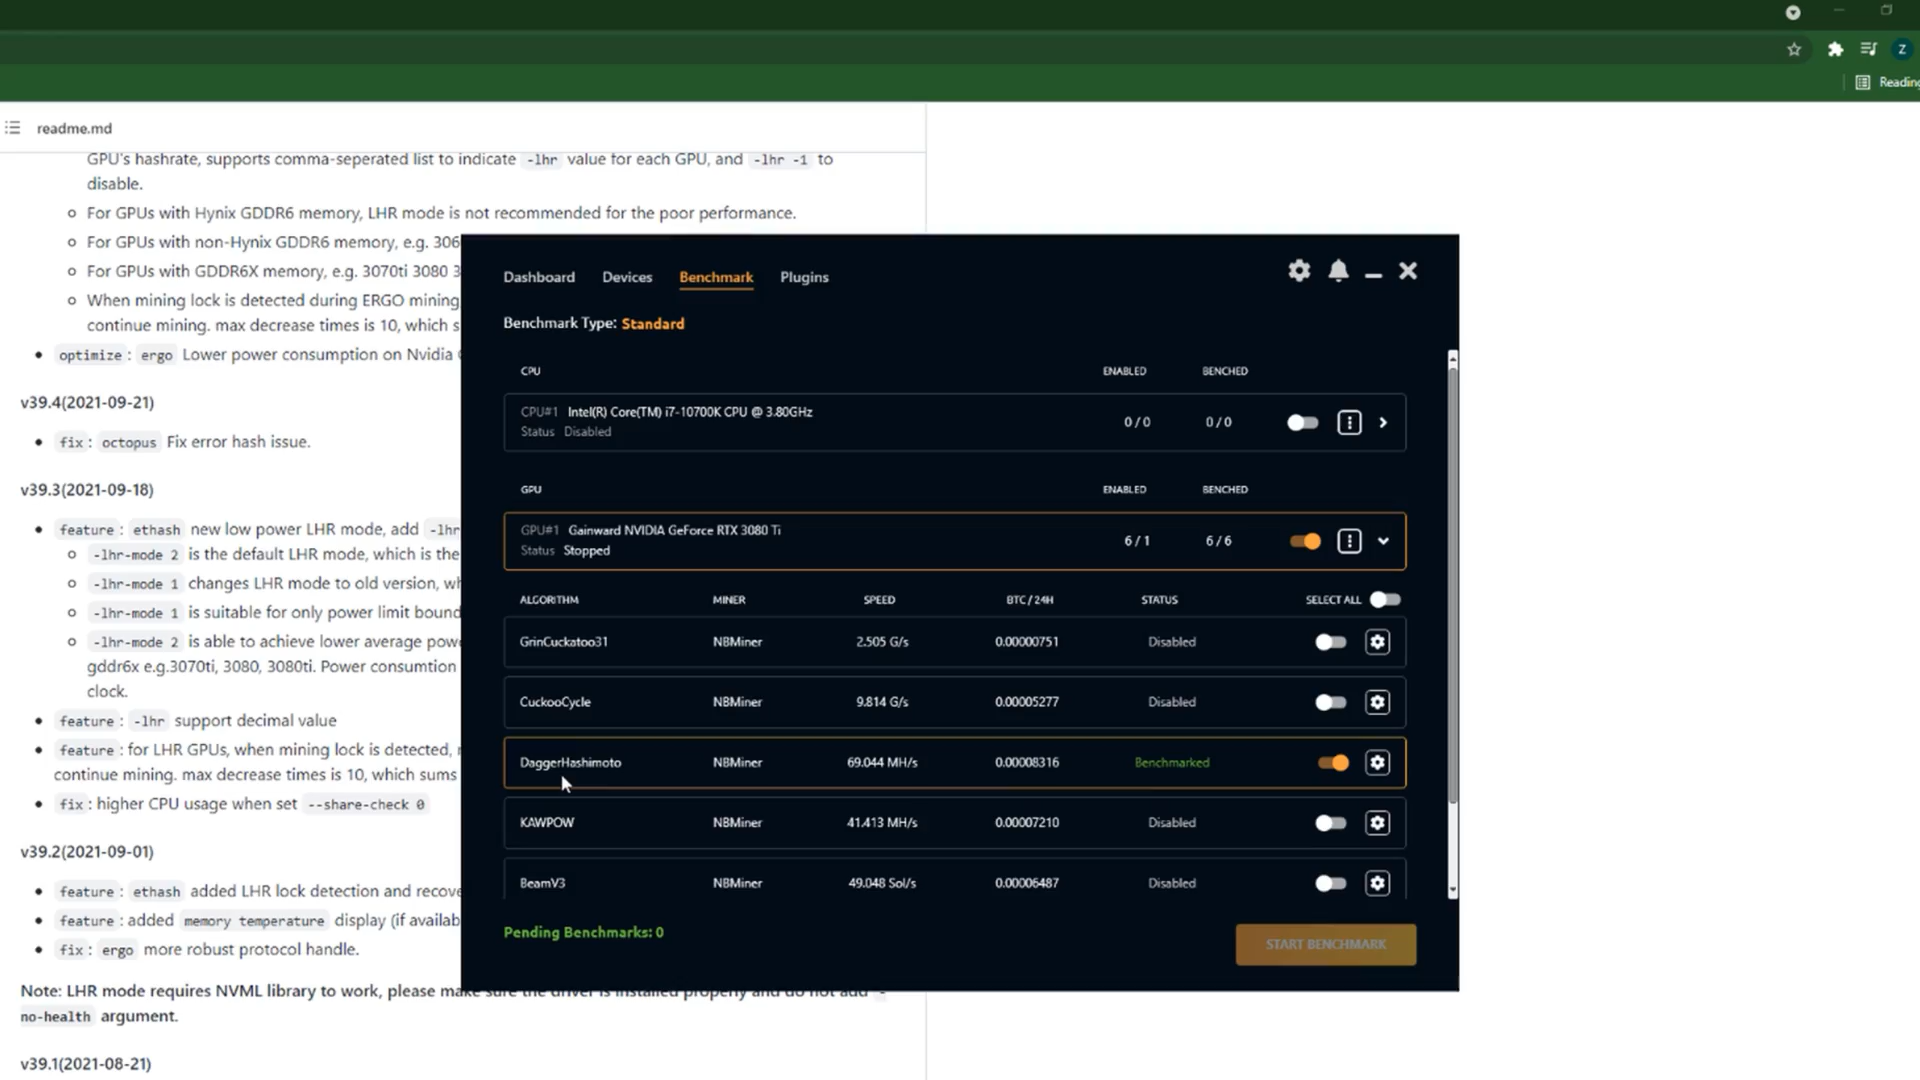 Z
Reading
readme.md
GPU's hashrate, supports comma-seperated list to indicate -lhr value for each GPU, and -lhr -1 to
disable.
For GPUs with Hynix GDDR6 memory, LHR mode is not recommended for the poor performance.
For GPUs with non-Hynix GDDR6 memory, e.g. 306
For GPUs with GDDR6X memory, e.g. 3070ti 3080 3
When mining lock is detected during ERGO mining,
continue mining. max decrease times is 10, which s
optimize : ergo Lower power consumption on Nvidia
v39.4(2021-09-21)
fix : octopus Fix error hash issue.
v39.3(2021-09-18)
feature : ethash new low power LHR mode, add -lhr
-lhr-mode 2 is the default LHR mode, which is the
-lhr-mode 1 changes LHR mode to old version, wh
-lhr-mode 1 is suitable for only power limit bound
-lhr-mode 2 is able to achieve lower average powe
gddr6x e.g.3070ti, 3080, 3080ti. Power consumtion
clock.
feature : -lhr support decimal value
feature : for LHR GPUs, when mining lock is detected,
continue mining. max decrease times is 10, which sums
fix : higher CPU usage when set --share-check 0
v39.2(2021-09-01)
feature : ethash added LHR lock detection and recove
feature : added memory temperature display (if availab
fix : ergo more robust protocol handle.
Note: LHR mode requires NVML library to work, please make sure the driver is installed properly and do not add -
no-health argument.
v39.1(2021-08-21)
Dashboard Devices Benchmark Plugins
Benchmark Type: Standard
CPU ENABLED BENCHED
CPU#1 Intel(R) Core(TM) i7-10700K CPU @ 3.80GHz
Status Disabled 0 / 0 0 / 0
GPU ENABLED BENCHED
GPU#1 Gainward NVIDIA GeForce RTX 3080 Ti
Status Stopped 6 / 1 6 / 6
ALGORITHM MINER SPEED BTC / 24H STATUS SELECT ALL
GrinCuckatoo31 NBMiner 2.505 G/s 0.00000751 Disabled
CuckooCycle NBMiner 9.814 G/s 0.00005277 Disabled
DaggerHashimoto NBMiner 69.044 MH/s 0.00008316 Benchmarked
KAWPOW NBMiner 41.413 MH/s 0.00007210 Disabled
BeamV3 NBMiner 49.048 Sol/s 0.00006487 Disabled
Pending Benchmarks: 0
START BENCHMARK